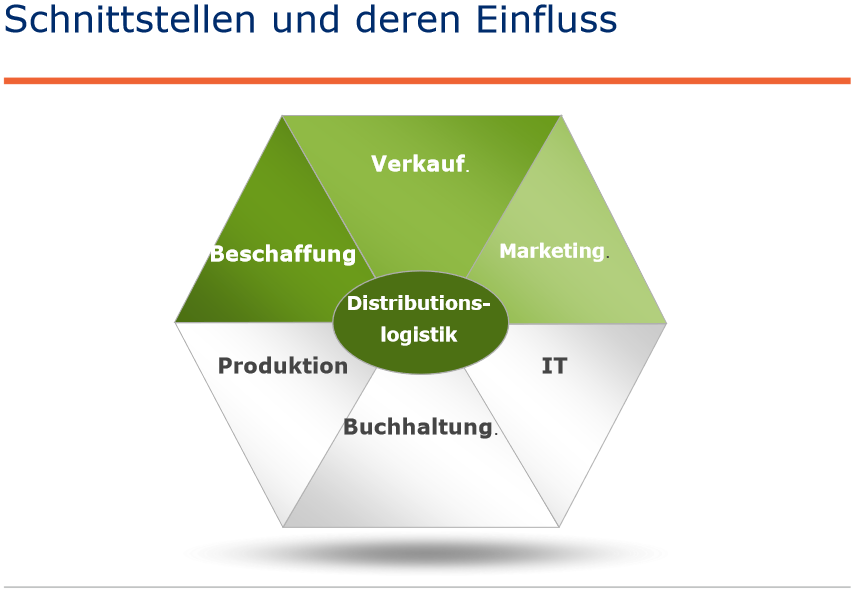 Schnittstellen und deren Einfluss
Verkauf.
Beschaffung
Marketing.
Distributions-
logistik
Produktion
IT
Buchhaltung.